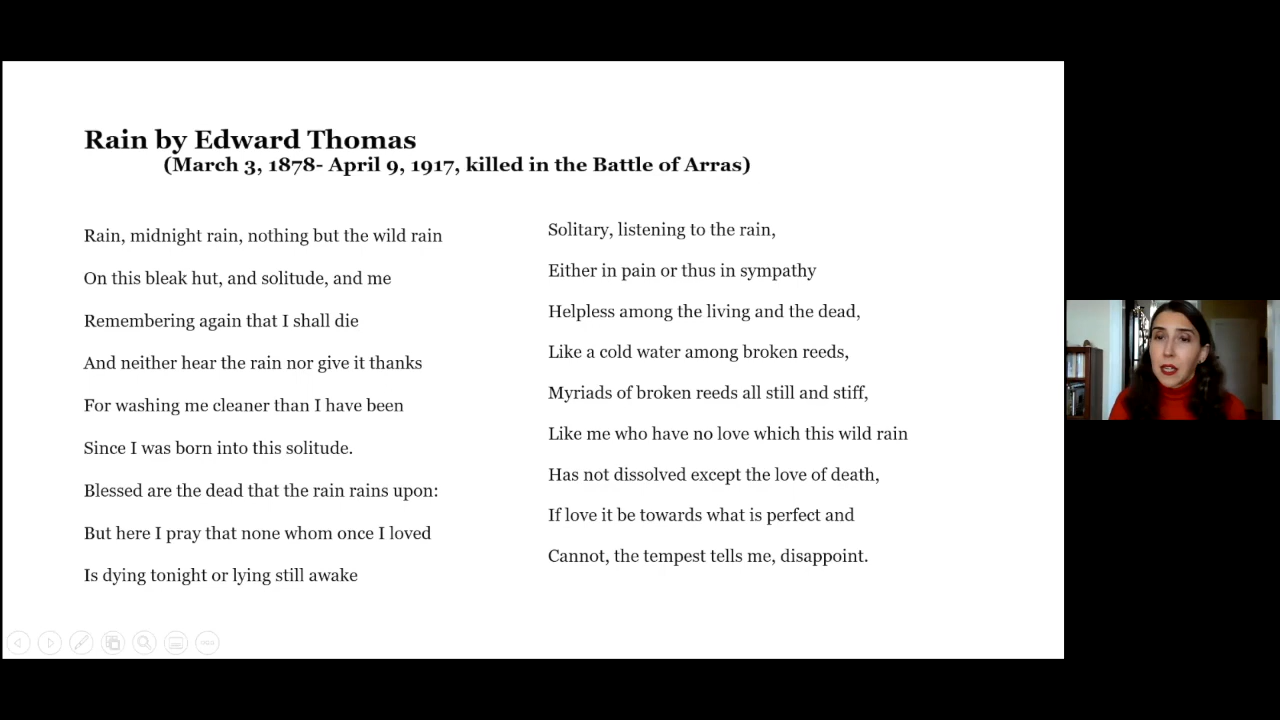 Rain by Edward Thomas
(March 3, 1878- April 9, 1917, killed in the Battle of Arras)
Rain, midnight rain, nothing but the wild rain
On this bleak hut, and solitude, and me
Remembering again that I shall die
And neither hear the rain nor give it thanks
For washing me cleaner than I have been
Since I was born into this solitude.
Blessed are the dead that the rain rains upon:
But here I pray that none whom once I loved
Is dying tonight or lying still awake
Solitary, listening to the rain,
Either in pain or thus in sympathy
Helpless among the living and the dead,
Like a cold water among broken reeds,
Myriads of broken reeds all still and stiff,
Like me who have no love which this wild rain
Has not dissolved except the love of death,
If love it be towards what is perfect and
Cannot, the tempest tells me, disappoint.